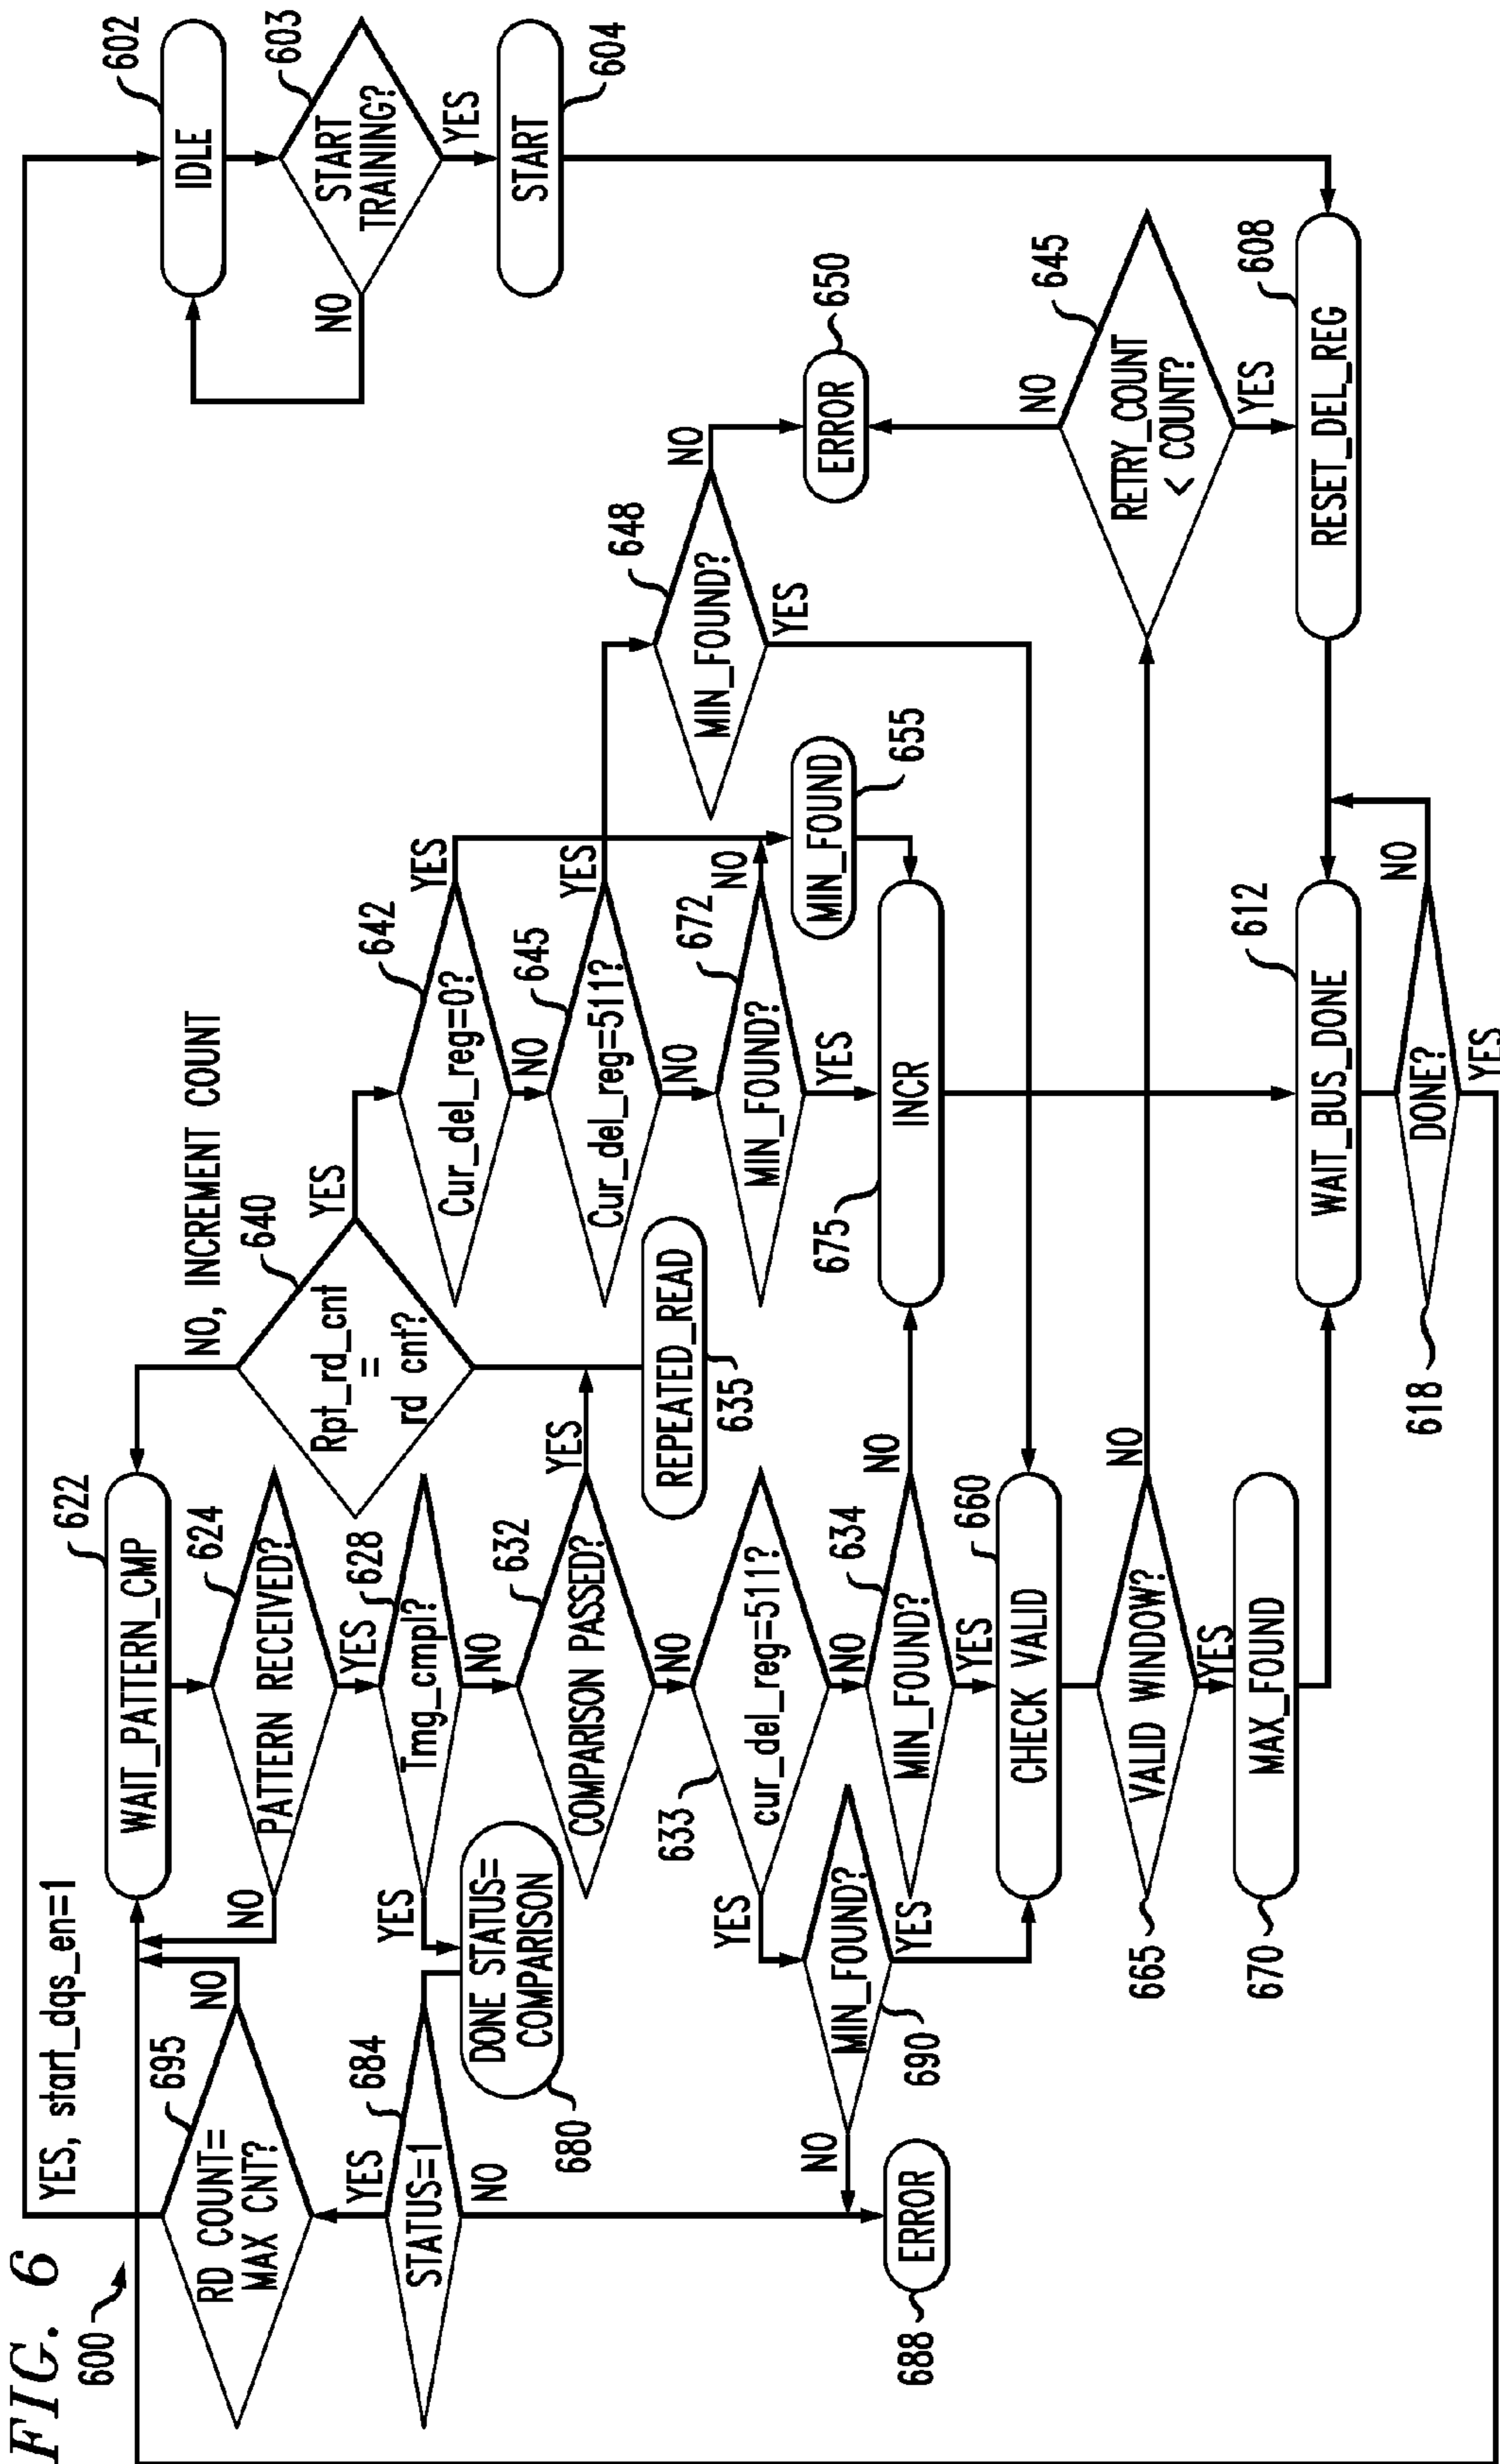 FIG. 6
600
YES, start_dqs_en=1
695
RD COUNT=
MAX CNT?
NO
YES
684
STATUS=1
NO
YES
DONE STATUS=
COMPARISON
680
ERROR
688
NO
MIN_FOUND?
690
YES
YES
622
WAIT_PATTERN_CMP
624
PATTERN RECEIVED?
NO
YES
628
Tmg_cmpl?
NO
632
COMPARISON PASSED?
YES
NO
633
cur_del_reg=511?
NO
634
MIN_FOUND?
NO
YES
660
CHECK VALID
VALID WINDOW?
665
NO
YES
MAX_FOUND
670
NO, INCREMENT COUNT
640
Rpt_rd_cnt
=
rd cnt?
YES
REPEATED_READ
635
642
Cur_del_reg=0?
YES
NO
645
Cur_del_reg=511?
YES
NO
672
MIN_FOUND?
NO
YES
MIN_FOUND
655
675
INCR
648
MIN_FOUND?
NO
YES
650
ERROR
645
RETRY_COUNT
< COUNT?
NO
YES
608
RESET_DEL_REG
612
WAIT_BUS_DONE
DONE?
618
NO
YES
602
IDLE
603
START
TRAINING?
NO
YES
START
604